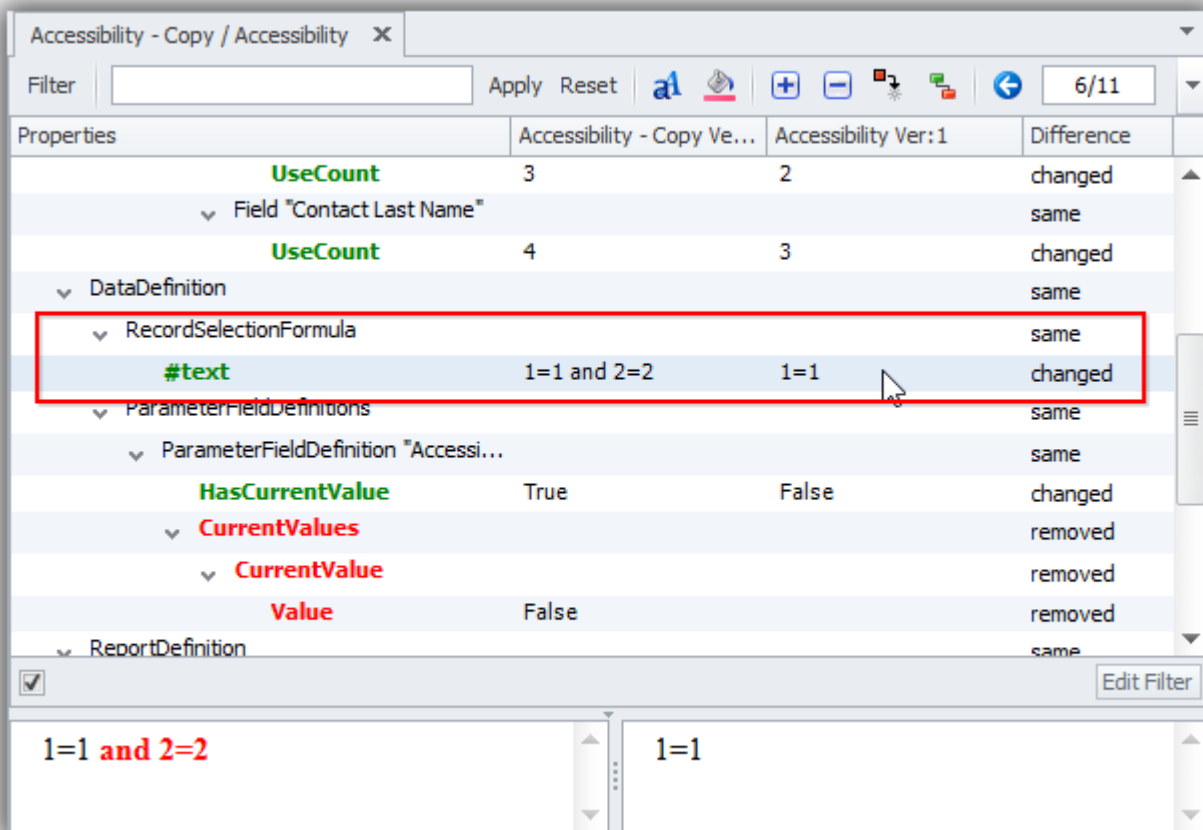 Accessibility - Copy / Accessibility
Filter Apply Reset 6/11
Properties Accessibility - Copy Ve... Accessibility Ver:1 Difference
UseCount 3 2 changed
Field "Contact Last Name" same
UseCount 4 3 changed
DataDefinition same
RecordSelectionFormula same
#text 1=1 and 2=2 1=1 changed
ParameterFieldDefinitions same
ParameterFieldDefinition "Accessi... same
HasCurrentValue True False changed
CurrentValues removed
CurrentValue removed
Value False removed
ReportDefinition same
Edit Filter
1=1 and 2=2 1=1